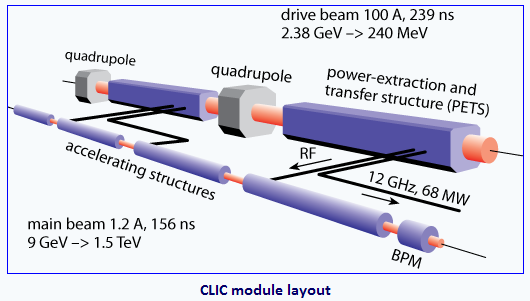 drive beam 100 A, 239 ns
2.38 GeV –> 240 MeV
quadrupole
quadrupole
power-extraction and
transfer structure (PETS)
RF
12 GHz, 68 MW
accelerating structures
main beam 1.2 A, 156 ns
9 GeV –> 1.5 TeV
BPM
CLIC module layout